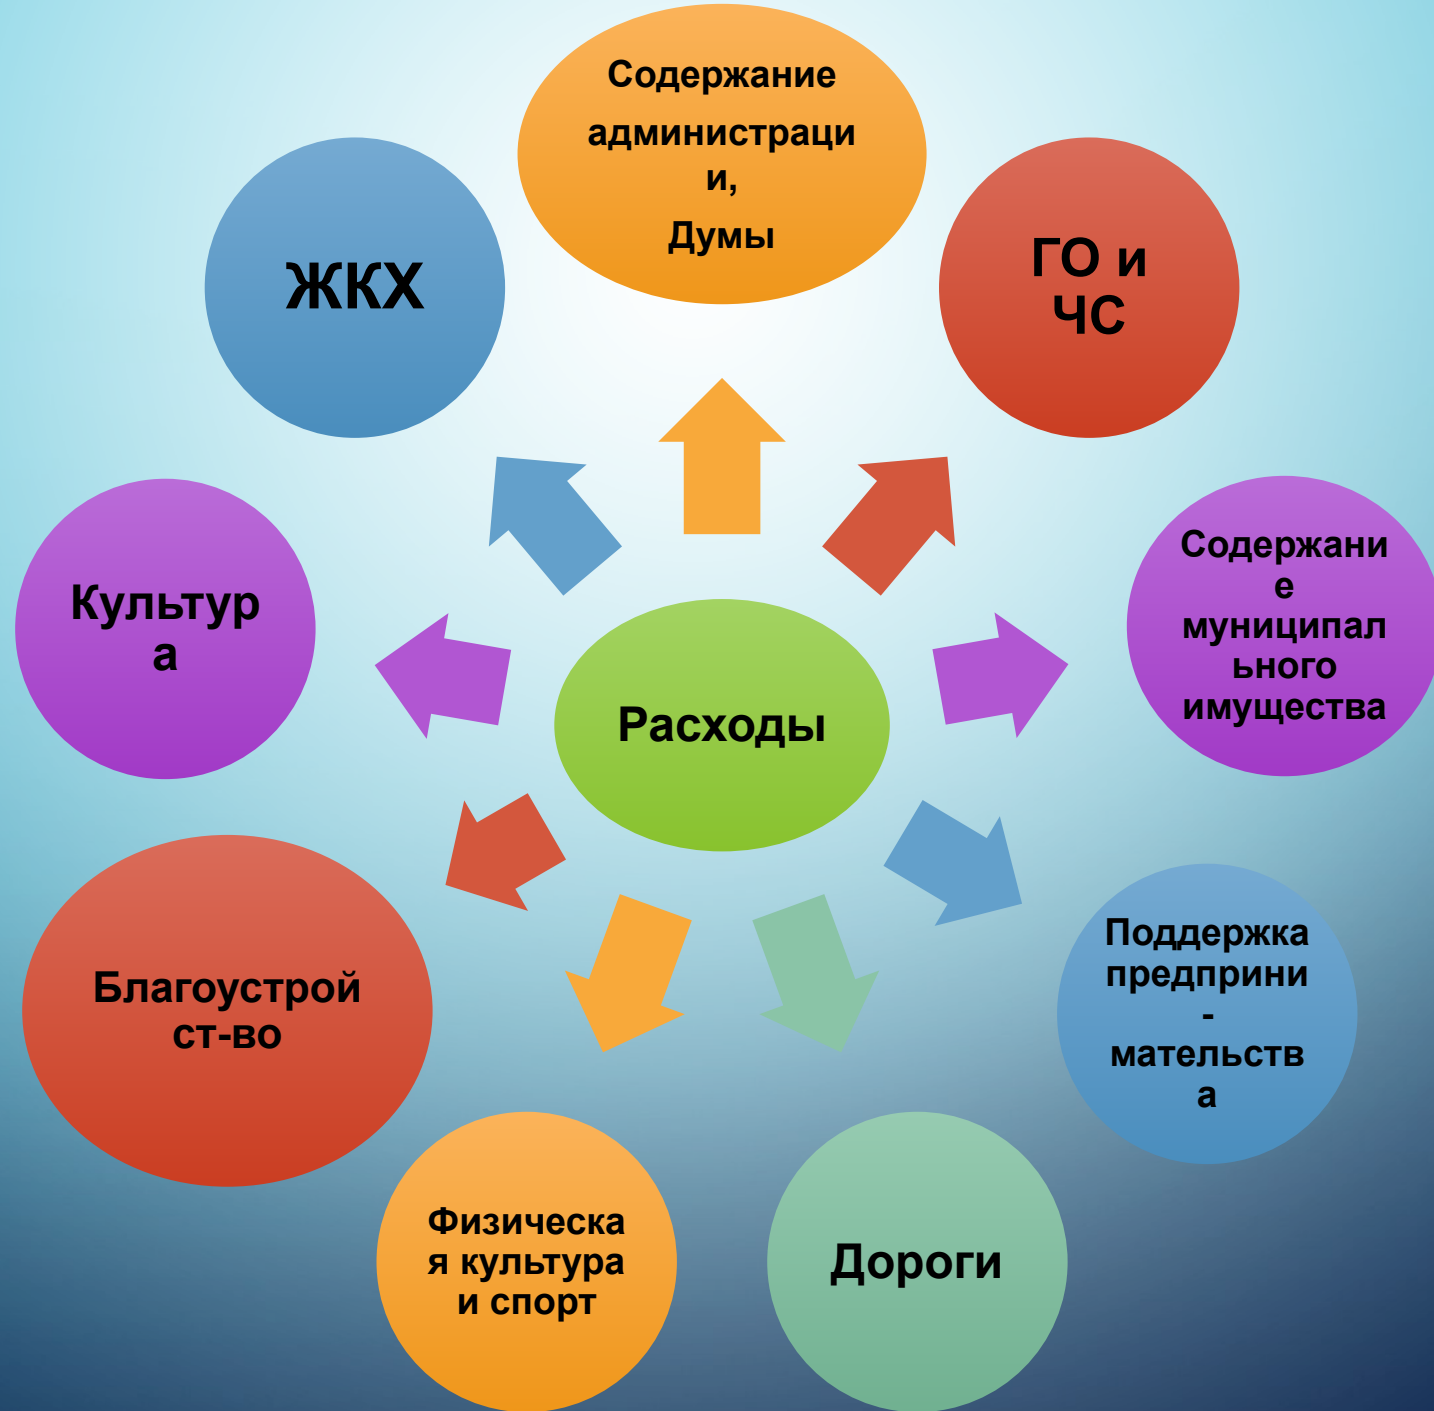 Содержание
администраци
и,
Думы
ЖКХ
ГО и
ЧС
Культур
а
Содержани
е
муниципал
ьного
имущества
Расходы
Благоустрой
ст-во
Поддержка
предприни
-
мательств
а
Физическа
я культура
и спорт
Дороги